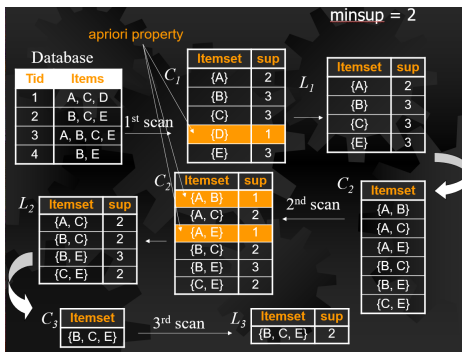 minsup = 2
apriori property
Database
Tid Items
1 A, C, D
2 B, C, E
3 A, B, C, E
4 B, E
1st scan
C1
Itemset sup
{A} 2
{B} 3
{C} 3
{D} 1
{E} 3
L1
Itemset sup
{A} 2
{B} 3
{C} 3
{E} 3
C2
Itemset
{A, B}
{A, C}
{A, E}
{B, C}
{B, E}
{C, E}
2nd scan
C2
Itemset sup
{A, B} 1
{A, C} 2
{A, E} 1
{B, C} 2
{B, E} 3
{C, E} 2
L2
Itemset sup
{A, C} 2
{B, C} 2
{B, E} 3
{C, E} 2
C3
Itemset
{B, C, E}
3rd scan
L3
Itemset sup
{B, C, E} 2